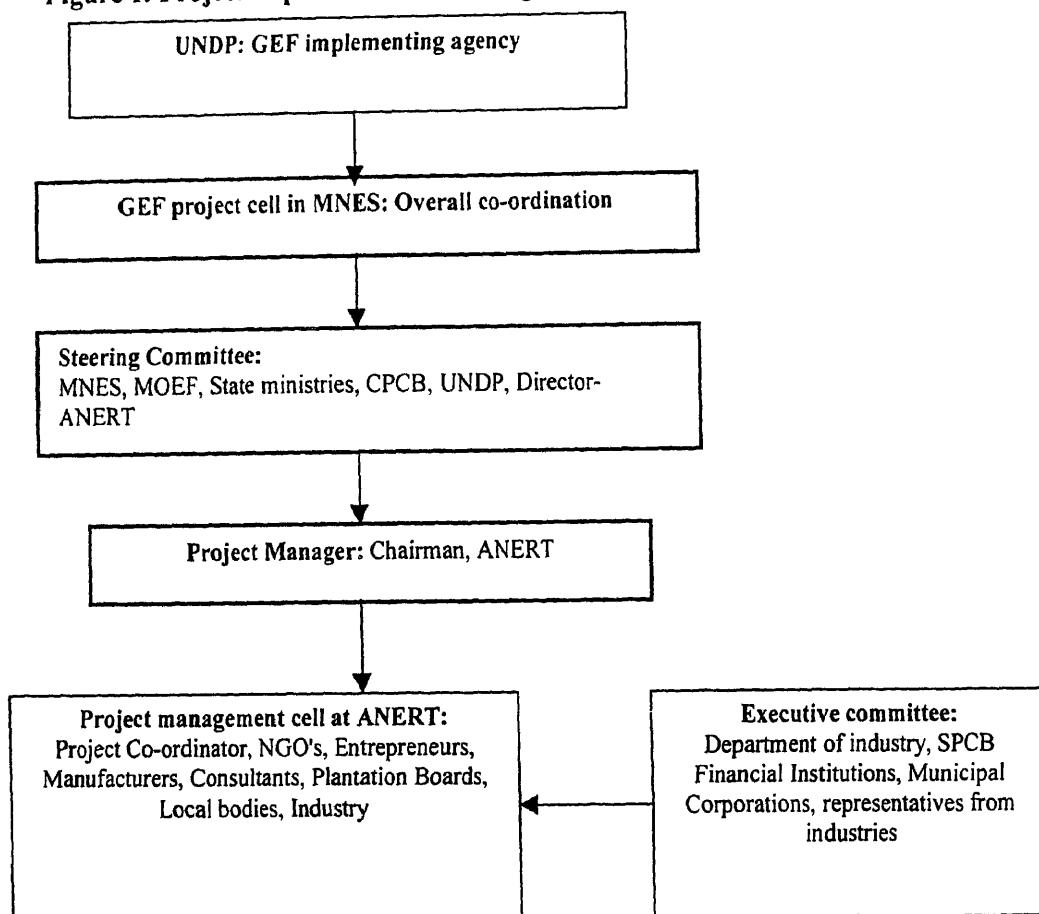 UNDP: GEF implementing agency
GEF project cell in MNES: Overall co-ordination
Steering Committee:
MNES, MOEF, State ministries, CPCB, UNDP, Director-
ANERT
Project Manager: Chairman, ANERT
Project management cell at ANERT:
Project Co-ordinator, NGO's, Entrepreneurs,
Manufacturers, Consultants, Plantation Boards,
Local bodies, Industry
Executive committee:
Department of industry, SPCB
Financial Institutions, Municipal
Corporations, representatives from
industries